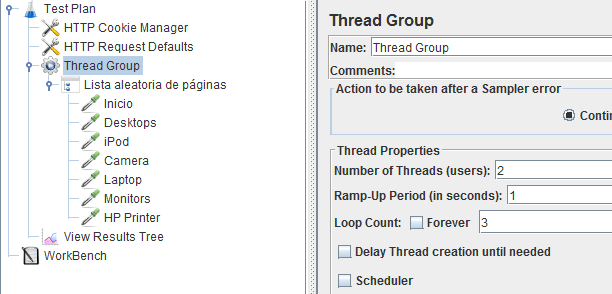 Test Plan
HTTP Cookie Manager
HTTP Request Defaults
Thread Group
Lista aleatoria de páginas
Inicio
Desktops
iPod
Camera
Laptop
Monitors
HP Printer
View Results Tree
WorkBench
Thread Group
Name: Thread Group
Comments:
Action to be taken after a Sampler error
Contin
Thread Properties
Number of Threads (users): 2
Ramp-Up Period (in seconds): 1
Loop Count: Forever 3
Delay Thread creation until needed
Scheduler